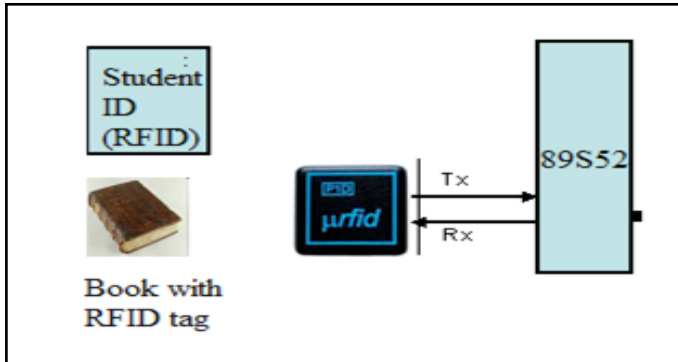 Student
ID
(RFID)
Book with
RFID tag
µrfid
Tx
Rx
89S52